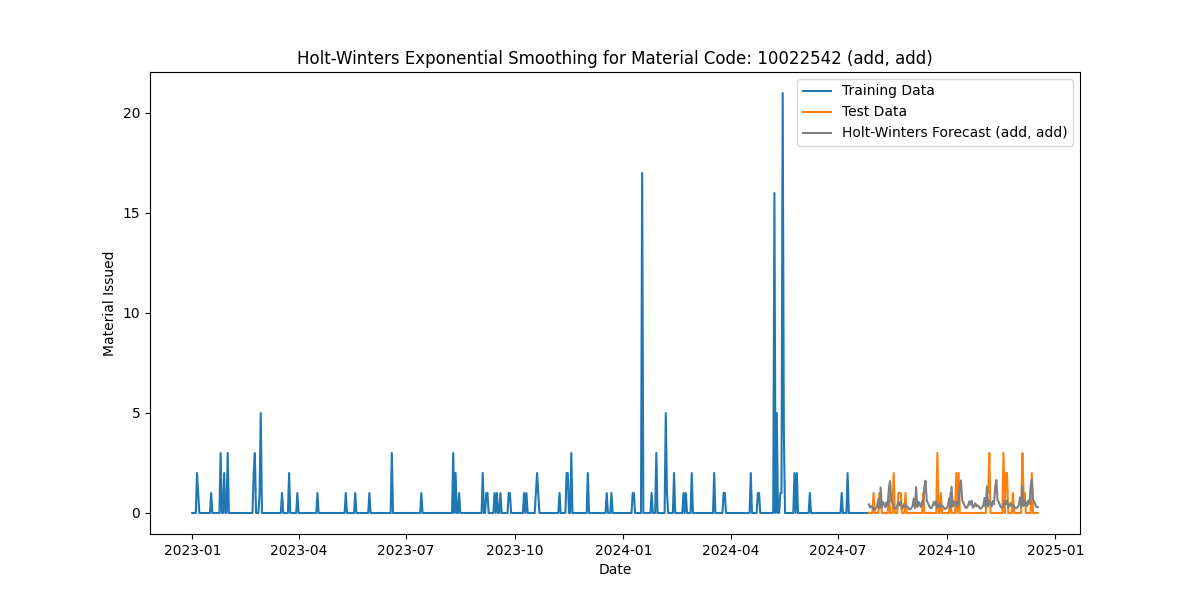 Holt-Winters Exponential Smoothing for Material Code: 10022542 (add, add)
Training Data
Test Data
Holt-Winters Forecast (add, add)
20
15
10
5
0
Material Issued
2023-01
2023-04
2023-07
2023-10
2024-01
2024-04
2024-07
2024-10
2025-01
Date